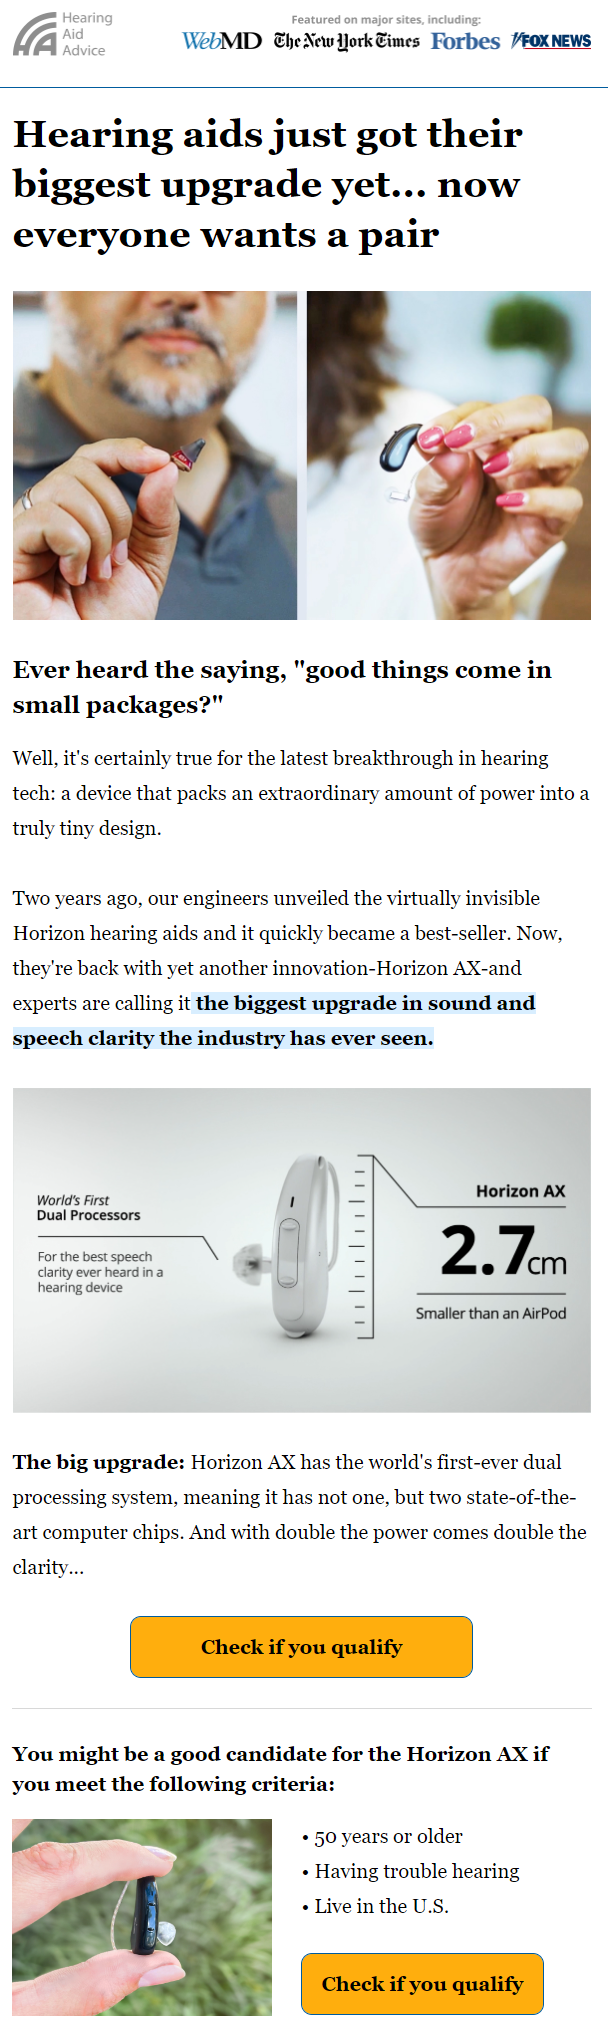 Hearing
Aid
Advice
Featured on major sites, including:
WebMD The New York Times Forbes FOX NEWS
Hearing aids just got their
biggest upgrade yet... now
everyone wants a pair
Ever heard the saying, "good things come in
small packages?"
Well, it's certainly true for the latest breakthrough in hearing
tech: a device that packs an extraordinary amount of power into a
truly tiny design.
Two years ago, our engineers unveiled the virtually invisible
Horizon hearing aids and it quickly became a best-seller. Now,
they're back with yet another innovation-Horizon AX-and
experts are calling it the biggest upgrade in sound and
speech clarity the industry has ever seen.
World's First
Dual Processors
For the best speech
clarity ever heard in a
hearing device
Horizon AX
2.7cm
Smaller than an AirPod
The big upgrade: Horizon AX has the world's first-ever dual
processing system, meaning it has not one, but two state-of-the-
art computer chips. And with double the power comes double the
clarity...
Check if you qualify
You might be a good candidate for the Horizon AX if
you meet the following criteria:
• 50 years or older
• Having trouble hearing
• Live in the U.S.
Check if you qualify